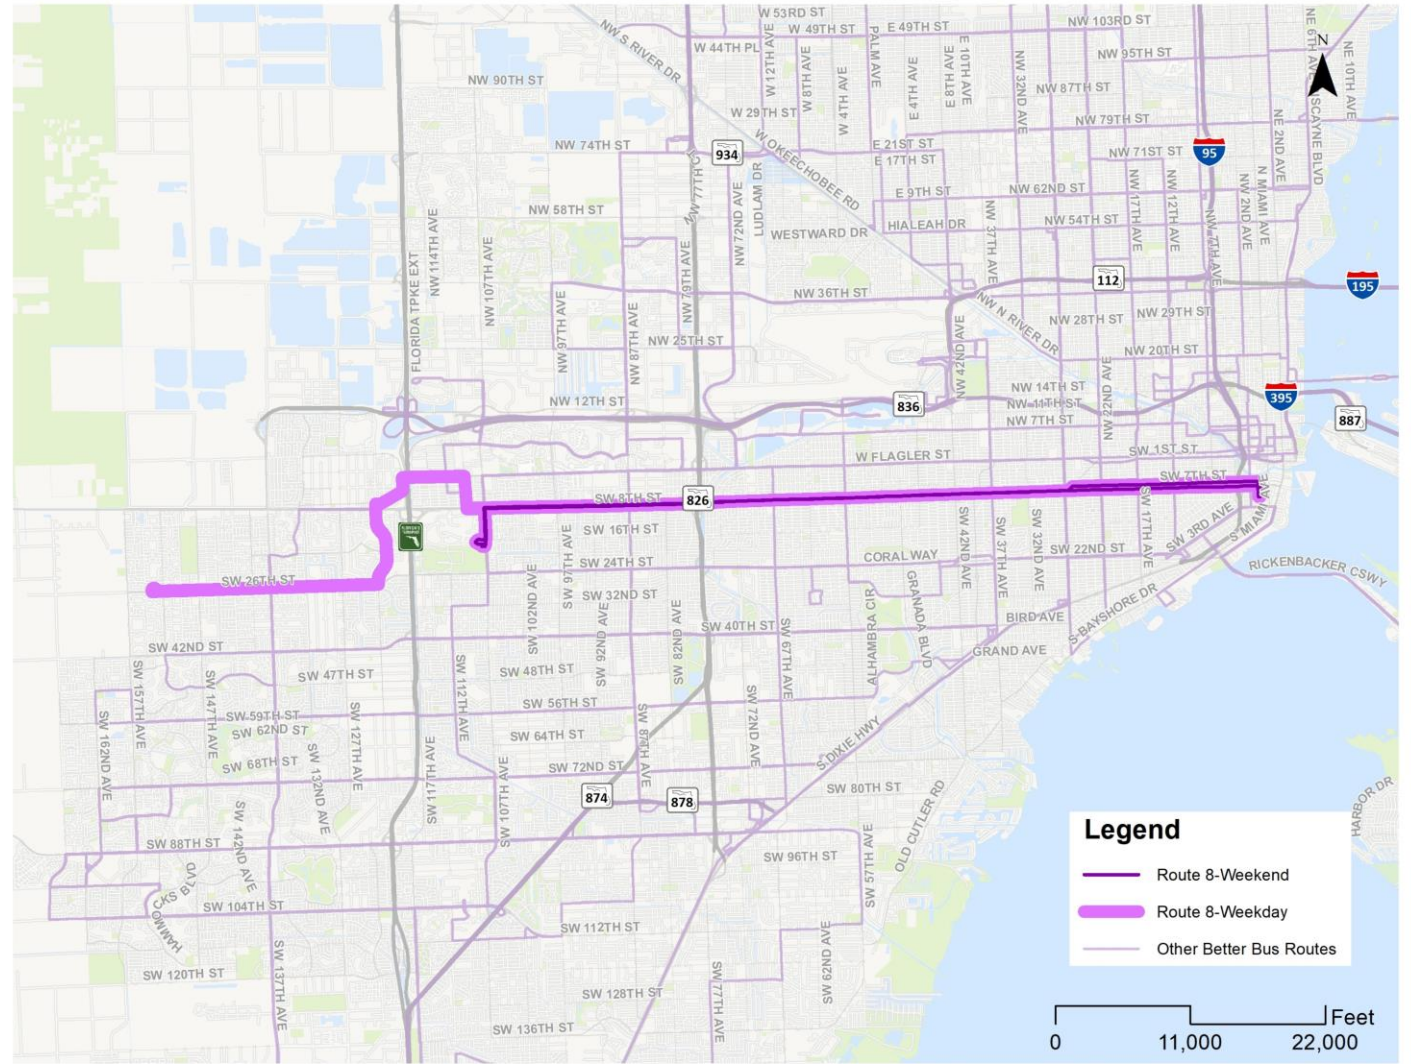 W 53RD ST
W 49TH ST
E 49TH ST
NW 103RD ST
W 44TH PL
NW 95TH ST
NW S RIVER DR
NW 90TH ST
W 12TH AVE
W 8TH AVE
W 4TH AVE
PALM AVE
E 4TH AVE
E 8TH AVE
E 10TH AVE
NW 32ND AVE
NW 87TH ST
NE 6TH AVE
NE 10TH AVE
N
W 29TH ST
NW 79TH ST
NE 2ND AVE
ISCAYNE BLVD
NW 74TH ST
934
W OKEECHOBEE RD
E 21ST ST
E 17TH ST
NW 71ST ST
95
NW 77TH C
LUDLAM DR
NW 72ND AVE
E 9TH ST
NW 62ND ST
NW 17TH AVE
NW 12TH AVE
NW 7TH AVE
NW 2ND AVE
N MIAMI AVE
NW 58TH ST
WESTWARD DR
HIALEAH DR
NW 54TH ST
NW 37TH AVE
FLORIDA TPKE EXT
NW 114TH AVE
NW 107TH AVE
NW 79TH AVE
NW 36TH ST
112
195
NW 97TH AVE
NW 87TH AVE
NW 25TH ST
NW N RIVER DR
NW 28TH ST
NW 29TH ST
NW 42ND AVE
NW 20TH ST
NW 22ND AVE
NW 12TH ST
836
NW 14TH ST
NW 11TH ST
NW 7TH ST
395
887
W FLAGLER ST
SW 1ST ST
SW 7TH ST
SW 8TH ST
826
SW 16TH ST
SW 97TH AVE
SW 24TH ST
CORAL WAY
SW 42ND AVE
SW 37TH AVE
SW 32ND AVE
SW 22ND ST
SW 17TH AVE
SW 3RD AVE
S MIAMI AVE
RICKENBACKER CSWY
SW 26TH ST
SW 102ND AVE
SW 32ND ST
SW 92ND AVE
SW 82ND AVE
SW 40TH ST
SW 67TH AVE
ALHAMBRA CIR
GRANADA BLVD
BIRD AVE
S BAYSHORE DR
GRAND AVE
SW 42ND ST
SW 157TH AVE
SW 147TH AVE
SW 47TH ST
SW 112TH AVE
SW 48TH ST
SW 56TH ST
SW 162ND AVE
SW 59TH ST
SW 62ND ST
SW 127TH AVE
SW 64TH ST
SW 87TH AVE
SW 72ND AVE
S DIXIE HWY
SW 68TH ST
SW 132ND AVE
SW 117TH AVE
SW 107TH AVE
SW 72ND ST
874
878
SW 80TH ST
OLD CUTLER RD
HARBOR DR
SW 88TH ST
SW 142ND AVE
SW 96TH ST
SW 57TH AVE
HAMMO
CKS BLVD
SW 104TH ST
SW 112TH ST
SW 120TH ST
SW 137TH AVE
SW 128TH ST
SW 77TH AVE
SW 62ND AVE
SW 136TH ST
Legend
Route 8-Weekend
Route 8-Weekday
Other Better Bus Routes
Feet
0 11,000 22,000